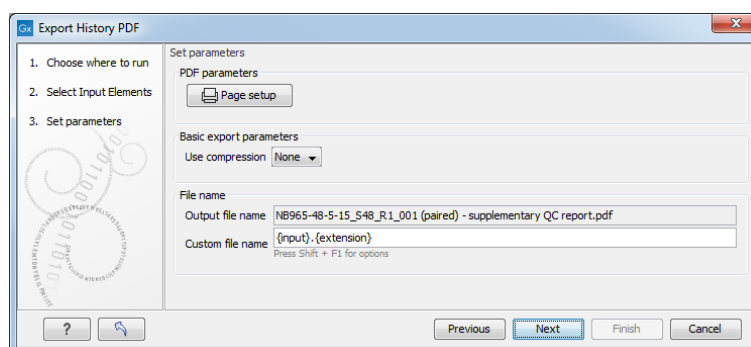 Gx Export History PDF
1. Choose where to run
2. Select Input Elements
3. Set parameters
Set parameters
PDF parameters
Page setup
Basic export parameters
Use compression None
File name
Output file name NB965-48-5-15_S48_R1_001 (paired) - supplementary QC report.pdf
Custom file name {input}.{extension}
Press Shift + F1 for options
? Previous Next Finish Cancel